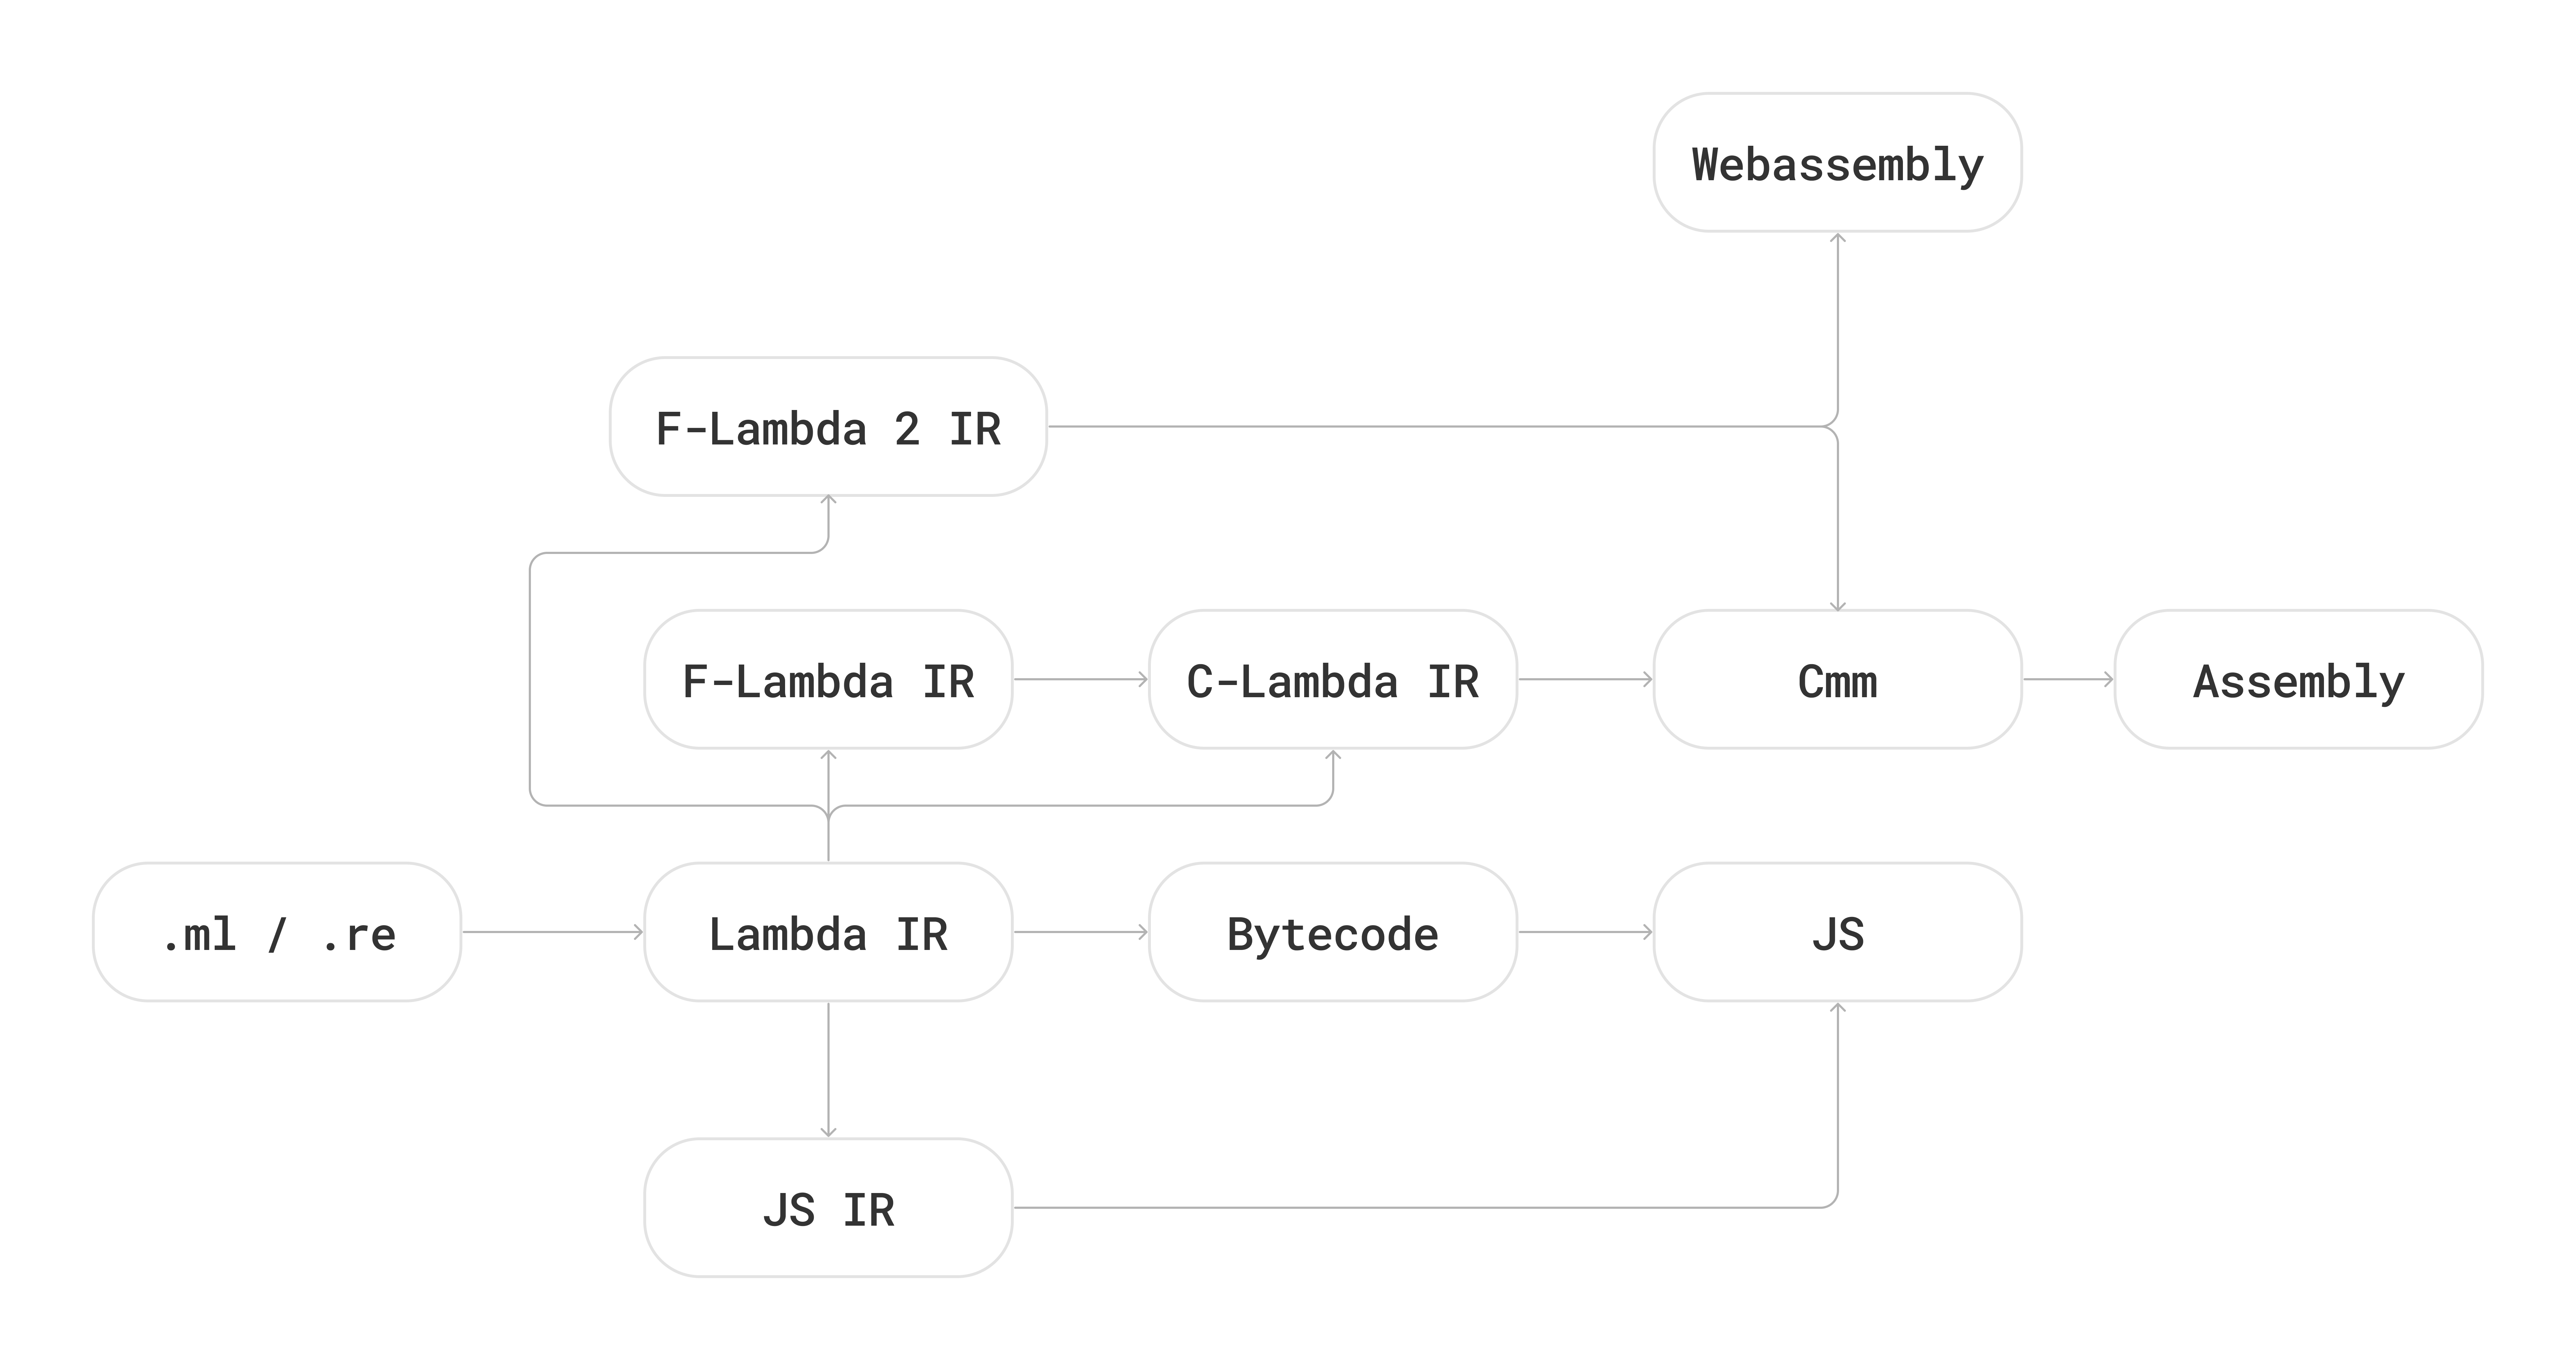 Webassembly
F-Lambda 2 IR
F-Lambda IR
C-Lambda IR
Cmm
Assembly
.ml / .re
Lambda IR
Bytecode
JS
JS IR